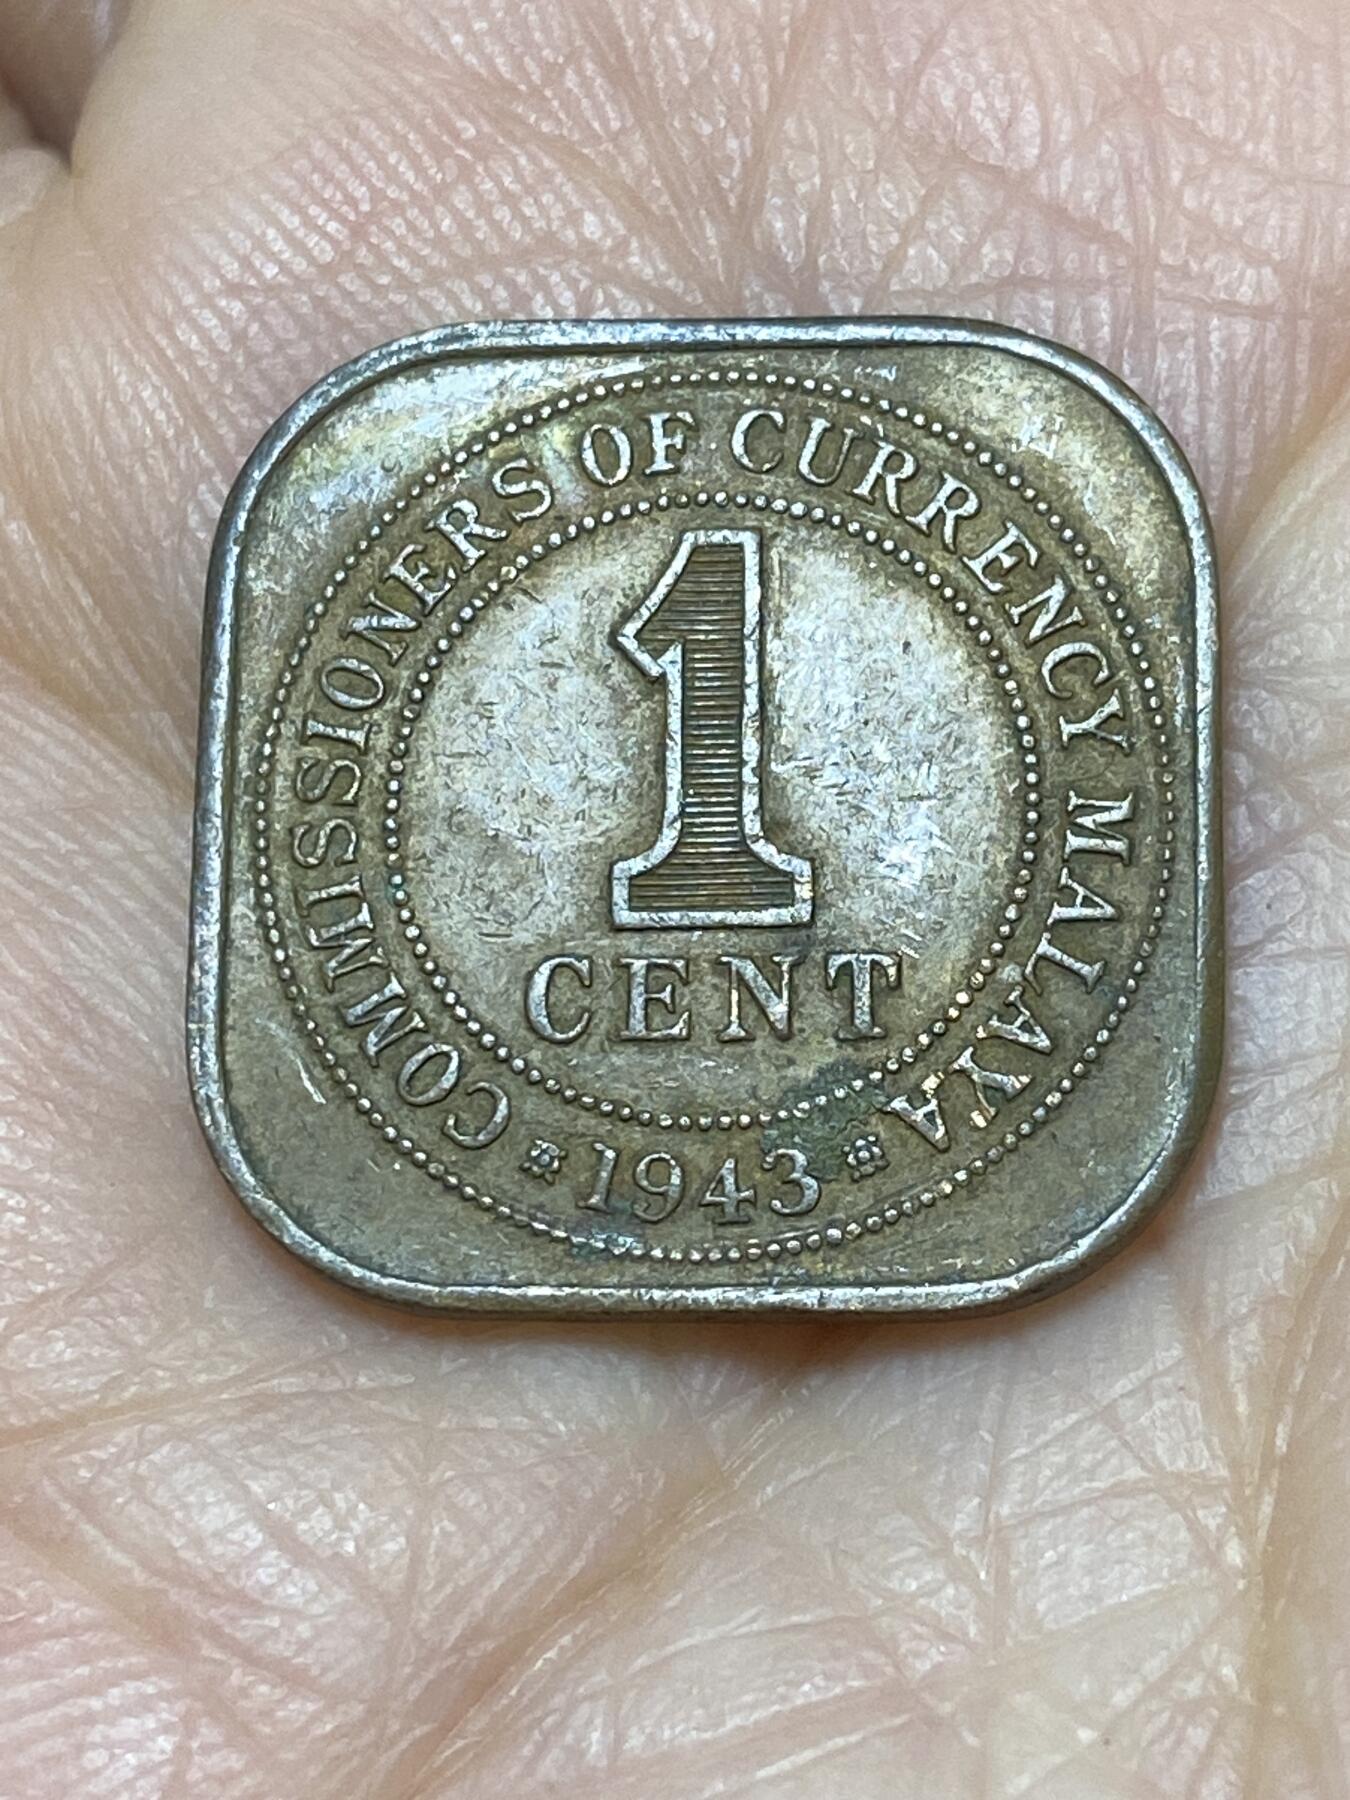 COMMISSIONERS OF CURRENCY MALAYA
1
CENT
1943